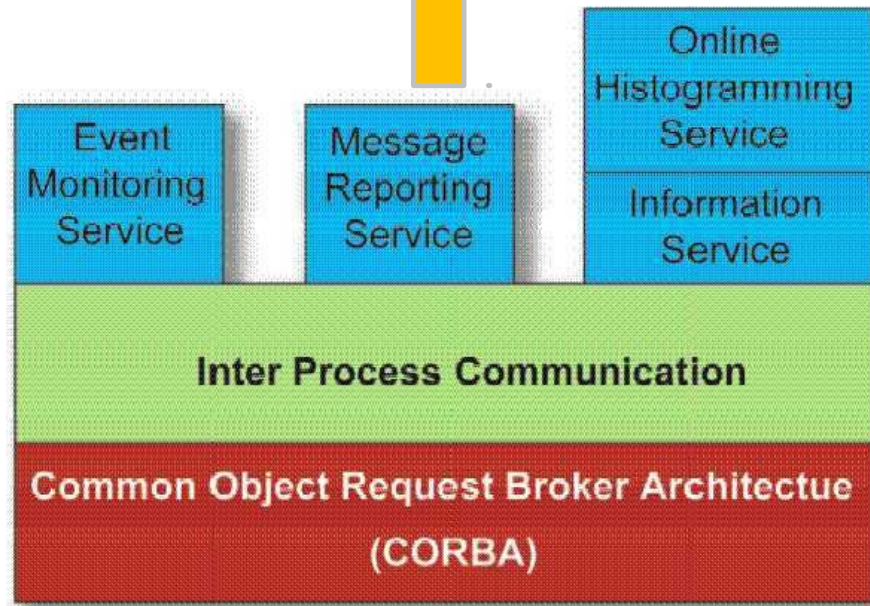 Event
Monitoring
Service
Message
Reporting
Service
Online
Histogramming
Service
Information
Service
Inter Process Communication
Common Object Request Broker Architectue
(CORBA)